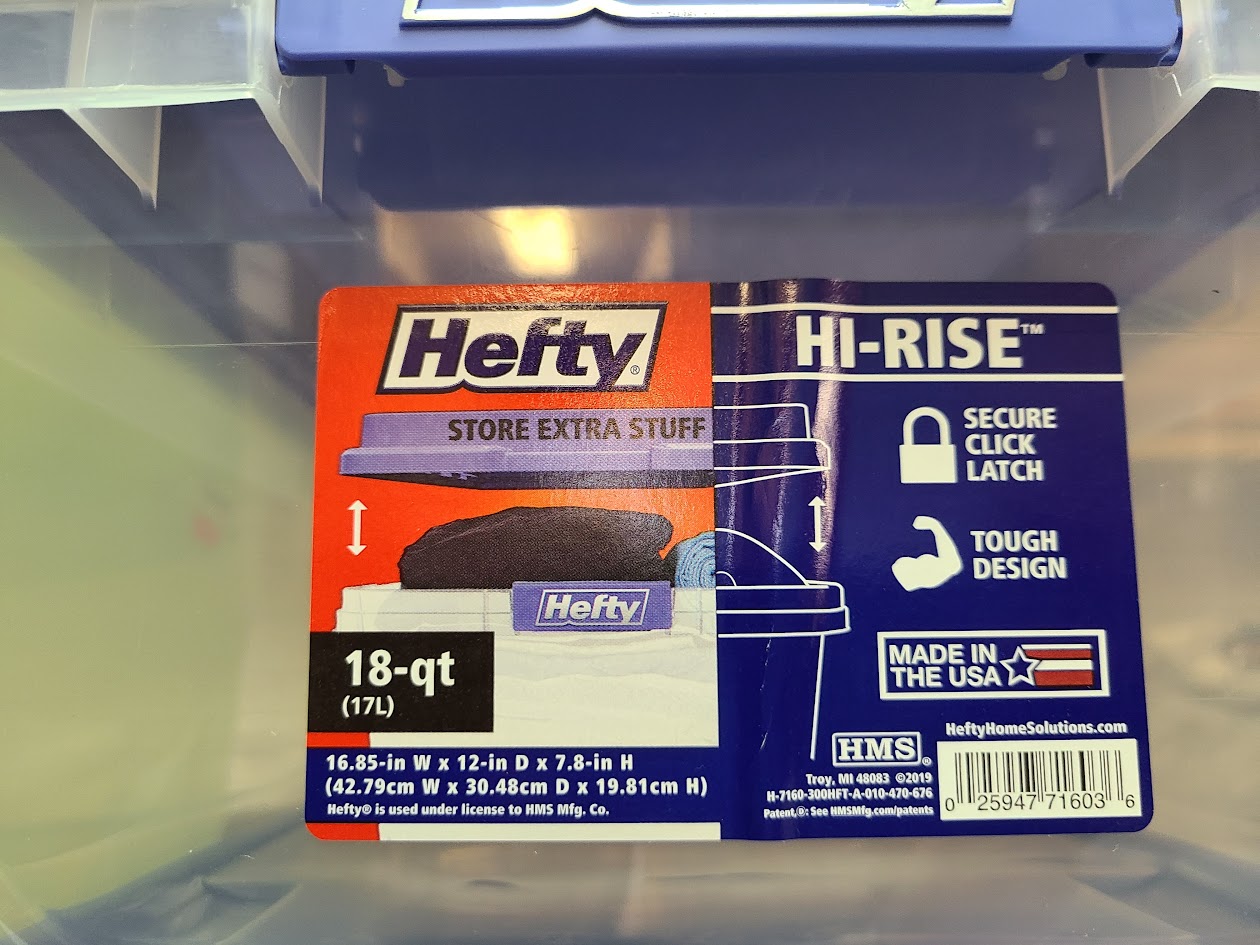 Hefty®
STORE EXTRA STUFF
Hefty
18-qt
(17L)
16.85-in W x 12-in D x 7.8-in H
(42.79cm W x 30.48cm D x 19.81cm H)
Hefty® is used under license to HMS Mfg. Co.
HI-RISE™
SECURE
CLICK
LATCH
TOUGH
DESIGN
MADE IN
THE USA
HeftyHomeSolutions.com
HMS®
Troy, MI 48083 ©2019
H-7160-300HFT-A-010-470-676
Patent,®: See HMSMfg.com/patents
0 25947 71603 6